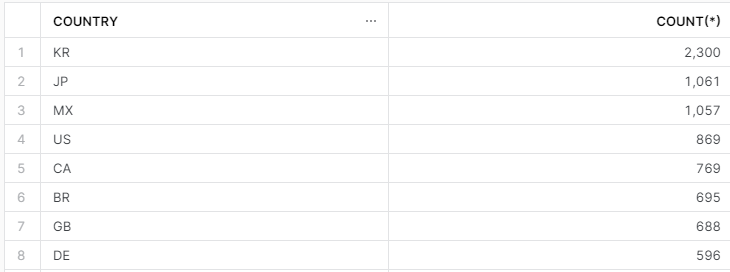 COUNTRY ... COUNT(*)
1 KR 2,300
2 JP 1,061
3 MX 1,057
4 US 869
5 CA 769
6 BR 695
7 GB 688
8 DE 596